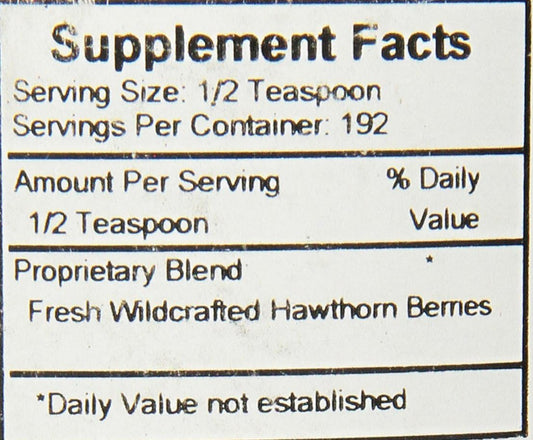 Supplement Facts
Serving Size: 1/2 Teaspoon
Servings Per Container: 192
Amount Per Serving % Daily
1/2 Teaspoon Value
Proprietary Blend *
Fresh Wildcrafted Hawthorn Berries
*Daily Value not established